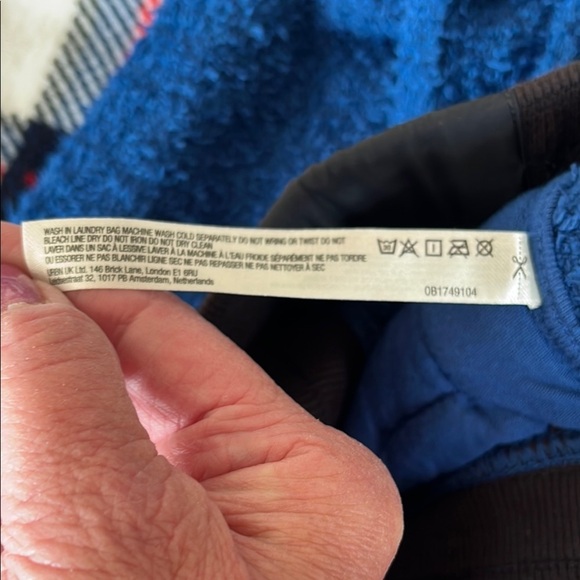 WASH IN LAUNDRY BAG MACHINE WASH COLD SEPARATELY DO NOT WRING OR TWIST DO NOT
BLEACH LINE DRY DO NOT IRON DO NOT DRY CLEAN
LAVER DANS UN SAC À LESSIVE LAVER À LA MACHINE À L'EAU FROIDE SÉPARÉMENT NE PAS TORDRE
OU ESSORER NE PAS BLANCHIR LIGNE SEC NE PAS REPASSER NE PAS NETTOYER À SEC
URBN UK Ltd, 146 Brick Lane, London E1 6RU
32, 1017 PB Amsterdam, Netherlands
OB1749104